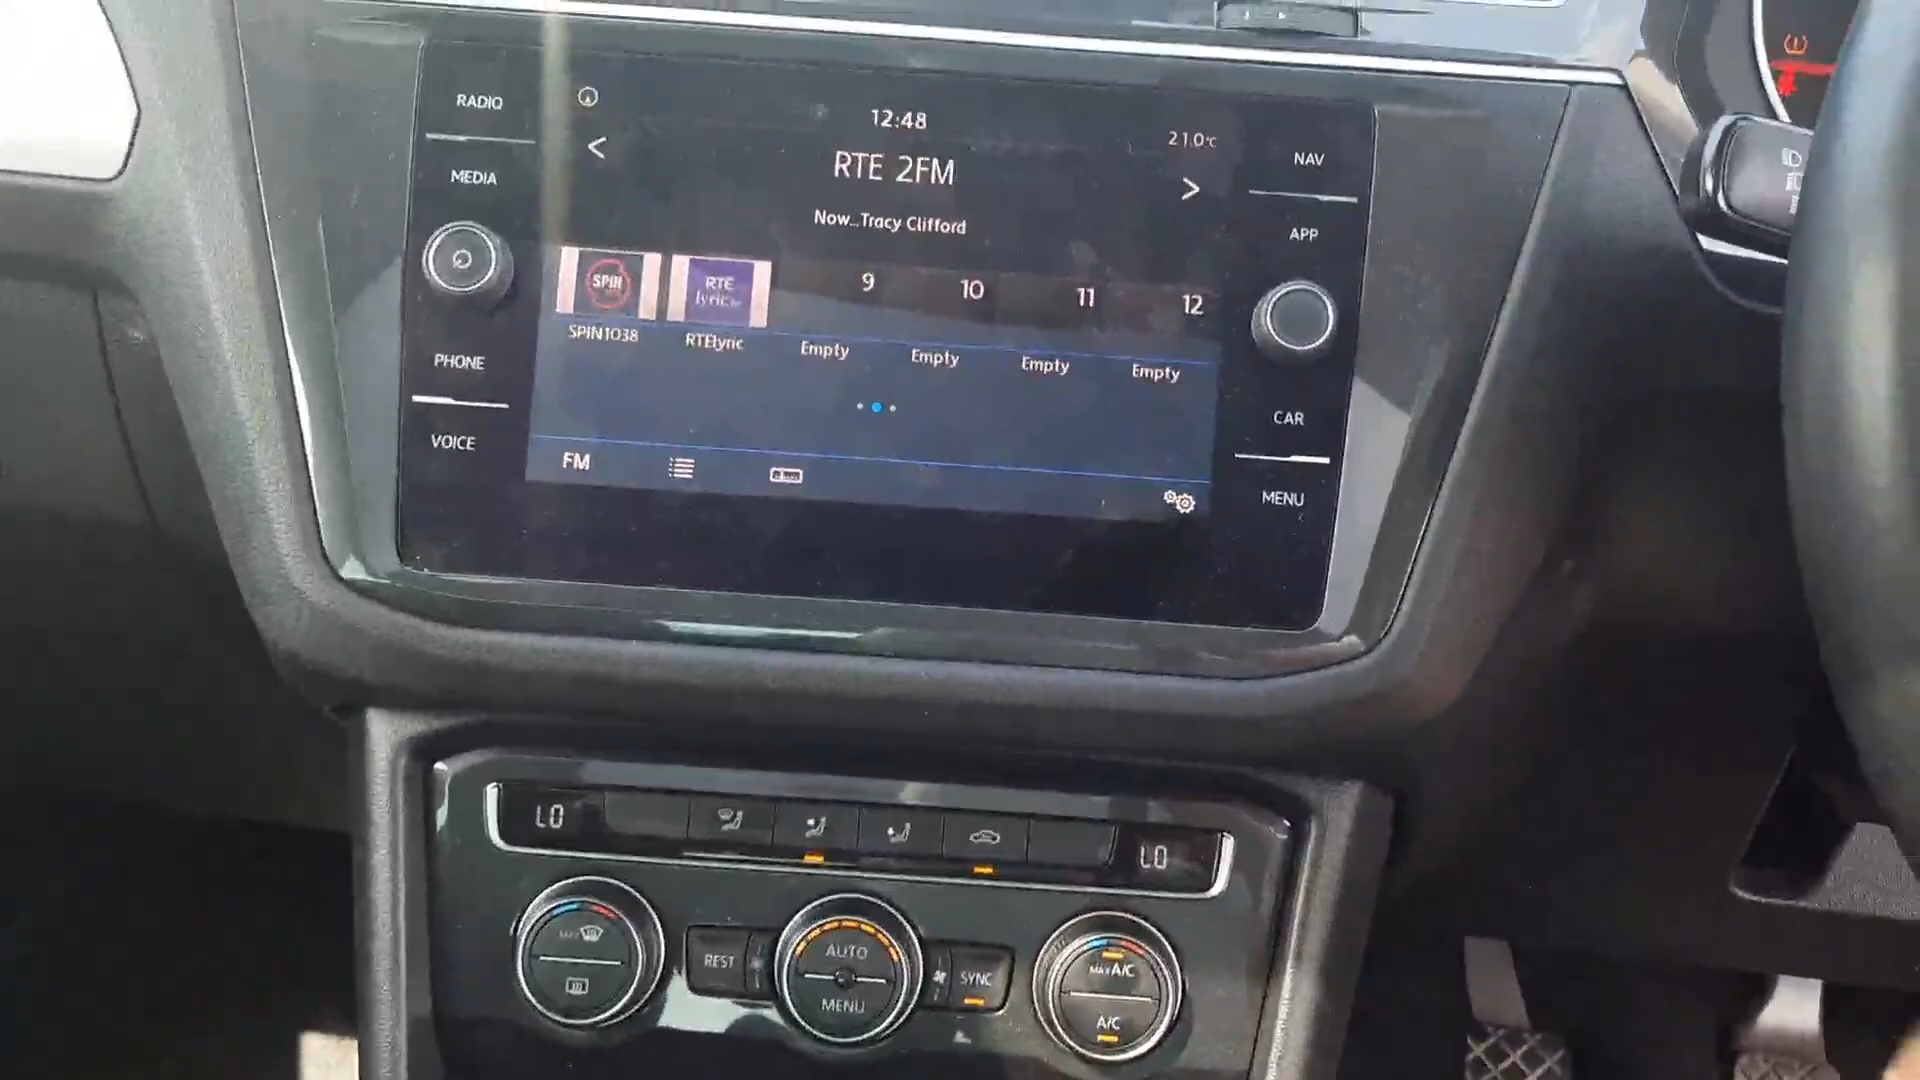 RADIO
MEDIA
PHONE
VOICE
12:48
21.0°C
<
RTE 2FM
>
Now...Tracy Clifford
SPIN
RTE
lyric fm
9
10
11
12
SPIN1038
RTElyric
Empty
Empty
Empty
Empty
FM
NAV
APP
CAR
MENU
LO
LO
MAX
REST
AUTO
MENU
SYNC
MAX A/C
A/C